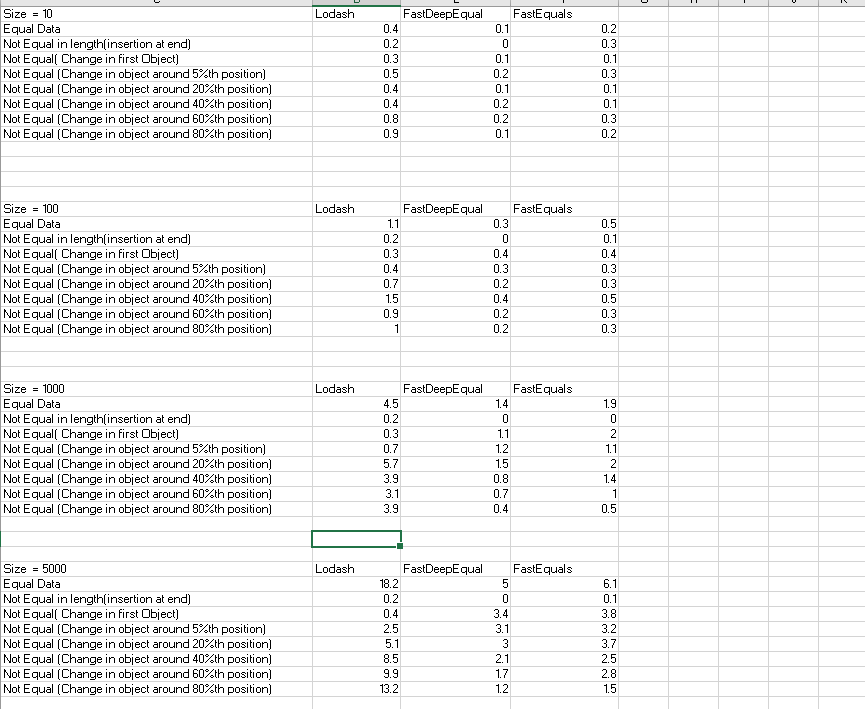 Size = 10 Lodash FastDeepEqual FastEquals
Equal Data 0.4 0.1 0.2
Not Equal in length(insertion at end) 0.2 0 0.3
Not Equal( Change in first Object) 0.3 0.1 0.1
Not Equal (Change in object around 5%th position) 0.5 0.2 0.3
Not Equal (Change in object around 20%th position) 0.4 0.1 0.1
Not Equal (Change in object around 40%th position) 0.4 0.2 0.1
Not Equal (Change in object around 60%th position) 0.8 0.2 0.3
Not Equal (Change in object around 80%th position) 0.9 0.1 0.2
Size = 100 Lodash FastDeepEqual FastEquals
Equal Data 1.1 0.3 0.5
Not Equal in length(insertion at end) 0.2 0 0.1
Not Equal( Change in first Object) 0.3 0.4 0.4
Not Equal (Change in object around 5%th position) 0.4 0.3 0.3
Not Equal (Change in object around 20%th position) 0.7 0.2 0.3
Not Equal (Change in object around 40%th position) 1.5 0.4 0.5
Not Equal (Change in object around 60%th position) 0.9 0.2 0.3
Not Equal (Change in object around 80%th position) 1 0.2 0.3
Size = 1000 Lodash FastDeepEqual FastEquals
Equal Data 4.5 1.4 1.9
Not Equal in length(insertion at end) 0.2 0 0
Not Equal( Change in first Object) 0.3 1.1 2
Not Equal (Change in object around 5%th position) 0.7 1.2 1.1
Not Equal (Change in object around 20%th position) 5.7 1.5 2
Not Equal (Change in object around 40%th position) 3.9 0.8 1.4
Not Equal (Change in object around 60%th position) 3.1 0.7 1
Not Equal (Change in object around 80%th position) 3.9 0.4 0.5
Size = 5000 Lodash FastDeepEqual FastEquals
Equal Data 18.2 5 6.1
Not Equal in length(insertion at end) 0.2 0 0.1
Not Equal( Change in first Object) 0.4 3.4 3.8
Not Equal (Change in object around 5%th position) 2.5 3.1 3.2
Not Equal (Change in object around 20%th position) 5.1 3 3.7
Not Equal (Change in object around 40%th position) 8.5 2.1 2.5
Not Equal (Change in object around 60%th position) 9.9 1.7 2.8
Not Equal (Change in object around 80%th position) 13.2 1.2 1.5